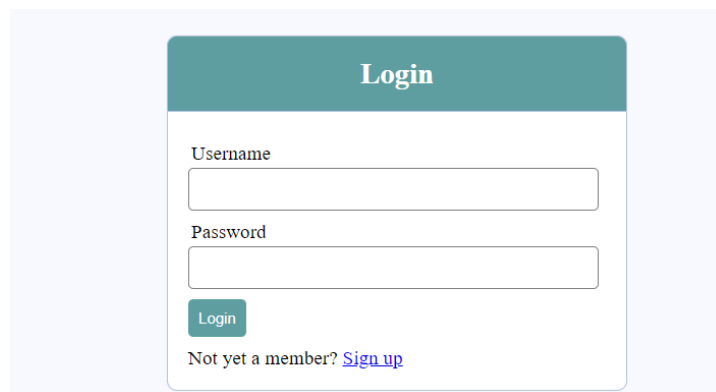 Login
Username
Password
Login
Not yet a member? Sign up